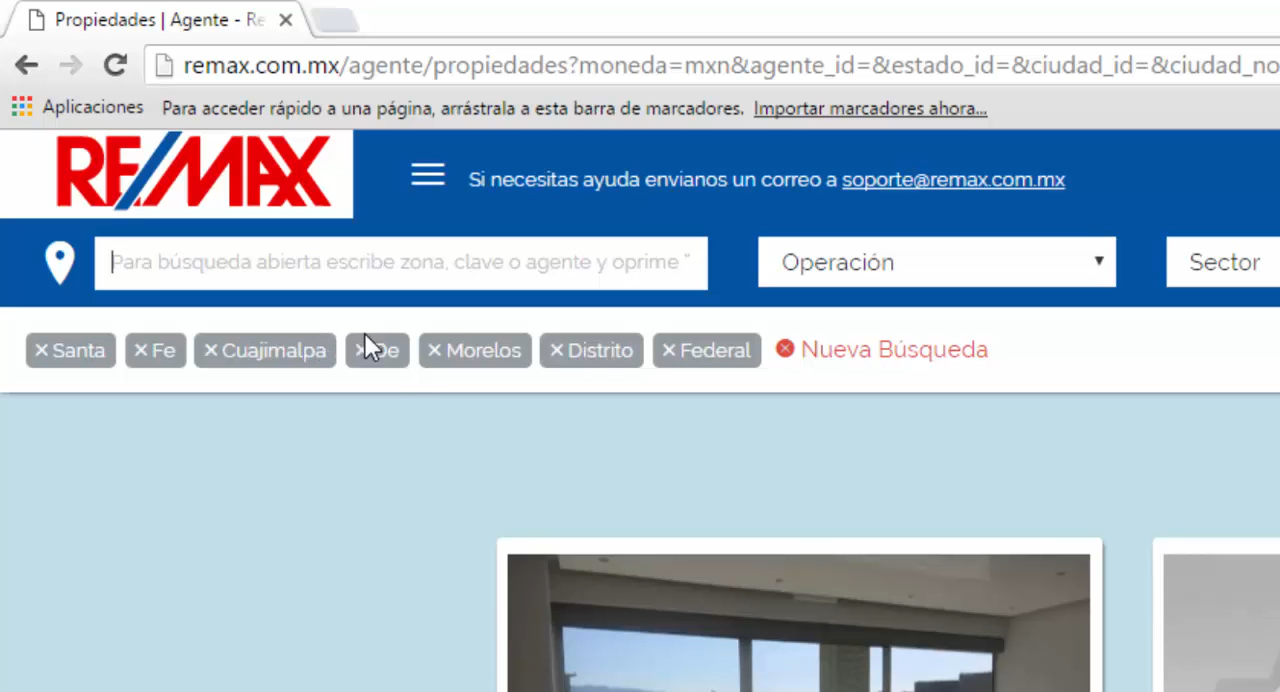 Propiedades | Agente - Re
remax.com.mx/agente/propiedades?moneda=mxn&agente_id=&estado_id=&ciudad_id=&ciudad_no
Aplicaciones Para acceder rápido a una página, arrástrala a esta barra de marcadores. Importar marcadores ahora...
RE/MAX
Si necesitas ayuda envianos un correo a soporte@remax.com.mx
Para búsqueda abierta escribe zona, clave o agente y oprime "
Operación
Sector
Santa Fe Cuajimalpa De Morelos Distrito Federal Nueva Búsqueda